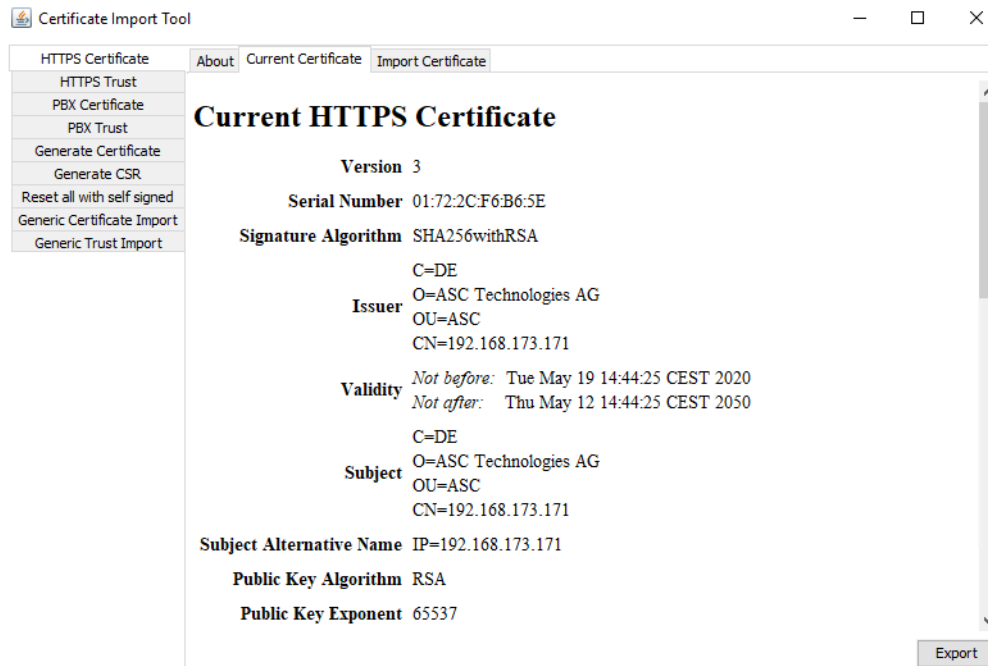 Certificate Import Tool
HTTPS Certificate
HTTPS Trust
PBX Certificate
PBX Trust
Generate Certificate
Generate CSR
Reset all with self signed
Generic Certificate Import
Generic Trust Import
About
Current Certificate
Import Certificate
Current HTTPS Certificate
Version 3
Serial Number 01:72:2C:F6:B6:5E
Signature Algorithm SHA256withRSA
Issuer
C=DE
O=ASC Technologies AG
OU=ASC
CN=192.168.173.171
Validity
Not before: Tue May 19 14:44:25 CEST 2020
Not after: Thu May 12 14:44:25 CEST 2050
Subject
C=DE
O=ASC Technologies AG
OU=ASC
CN=192.168.173.171
Subject Alternative Name IP=192.168.173.171
Public Key Algorithm RSA
Public Key Exponent 65537
Export